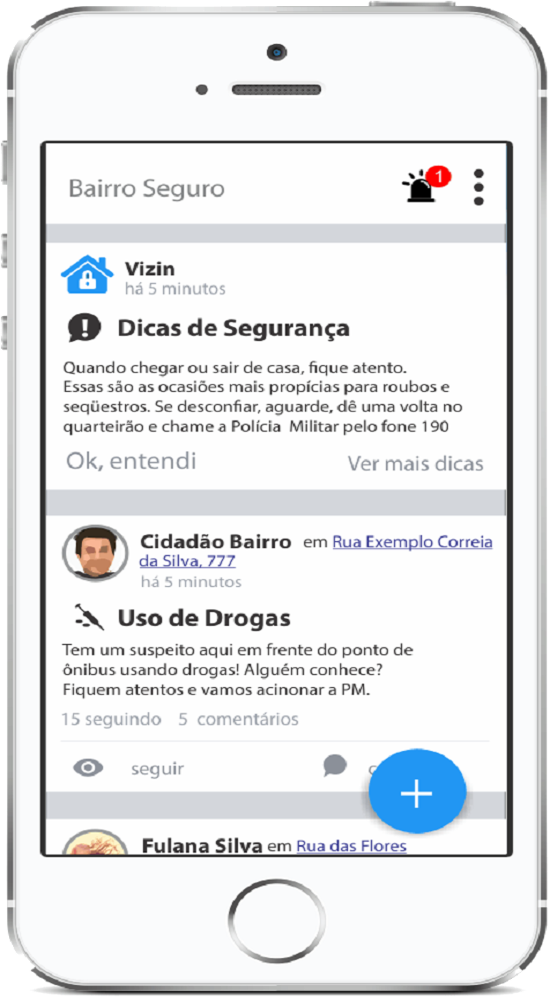 Bairro Seguro
1
Vizin
há 5 minutos
Dicas de Segurança
Quando chegar ou sair de casa, fique atento.
Essas são as ocasiões mais propícias para roubos e
seqüestros. Se desconfiar, aguarde, dê uma volta no
quarteirão e chame a Polícia Militar pelo fone 190
Ok, entendi Ver mais dicas
Cidadão Bairro em Rua Exemplo Correia
da Silva, 777
há 5 minutos
Uso de Drogas
Tem um suspeito aqui em frente do ponto de
ônibus usando drogas! Alguém conhece?
Fiquem atentos e vamos acinonar a PM.
15 seguindo 5 comentários
seguir
Fulana Silva em Rua das Flores